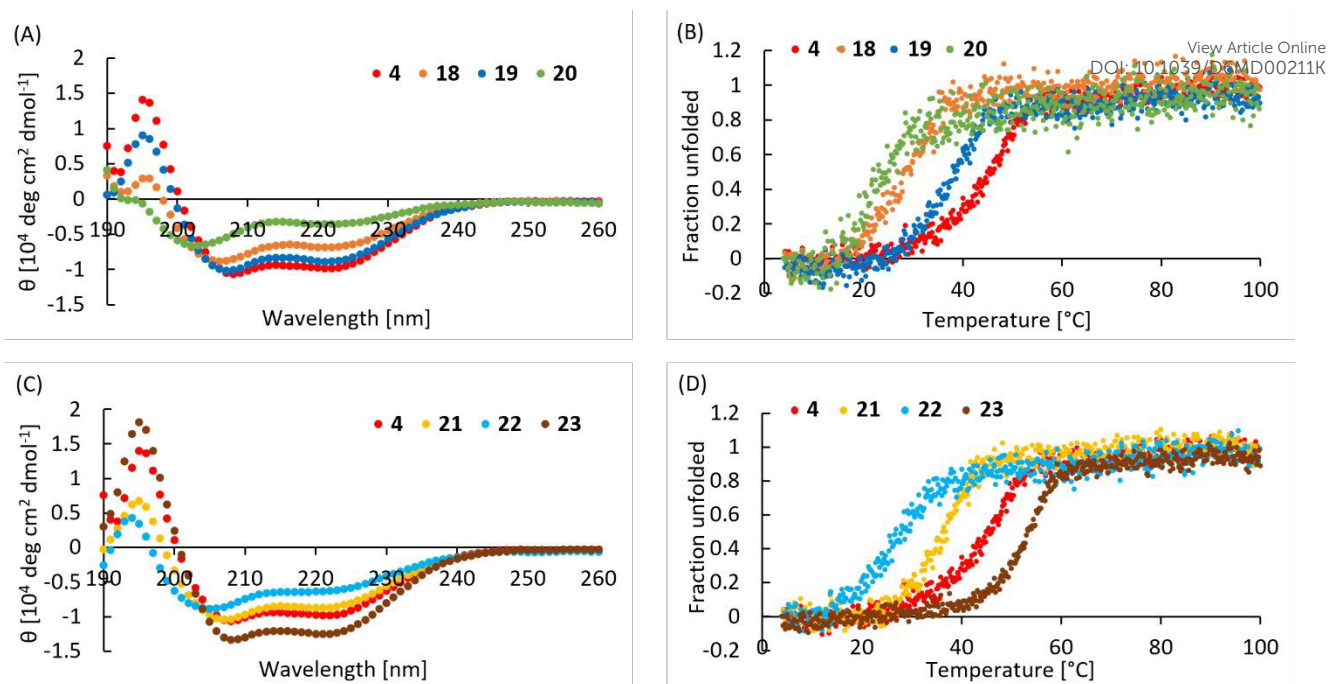 (A)
2
1.5
1
0.5
0
-0.5
-1
-1.5
190 200 210 220 230 240 250 260
θ [10⁴ deg cm² dmol⁻¹]
Wavelength [nm]
4 18 19 20
(B)
1.2
1
0.8
0.6
0.4
0.2
0
-0.2
0 20 40 60 80 100
Fraction unfolded
Temperature [°C]
4 18 19 20
View Article Online
DOI: 10.1039/D6MD00211K
(C)
2
1.5
1
0.5
0
-0.5
-1
-1.5
190 200 210 220 230 240 250 260
θ [10⁴ deg cm² dmol⁻¹]
Wavelength [nm]
4 21 22 23
(D)
1.2
1
0.8
0.6
0.4
0.2
0
-0.2
0 20 40 60 80 100
Fraction unfolded
Temperature [°C]
4 21 22 23